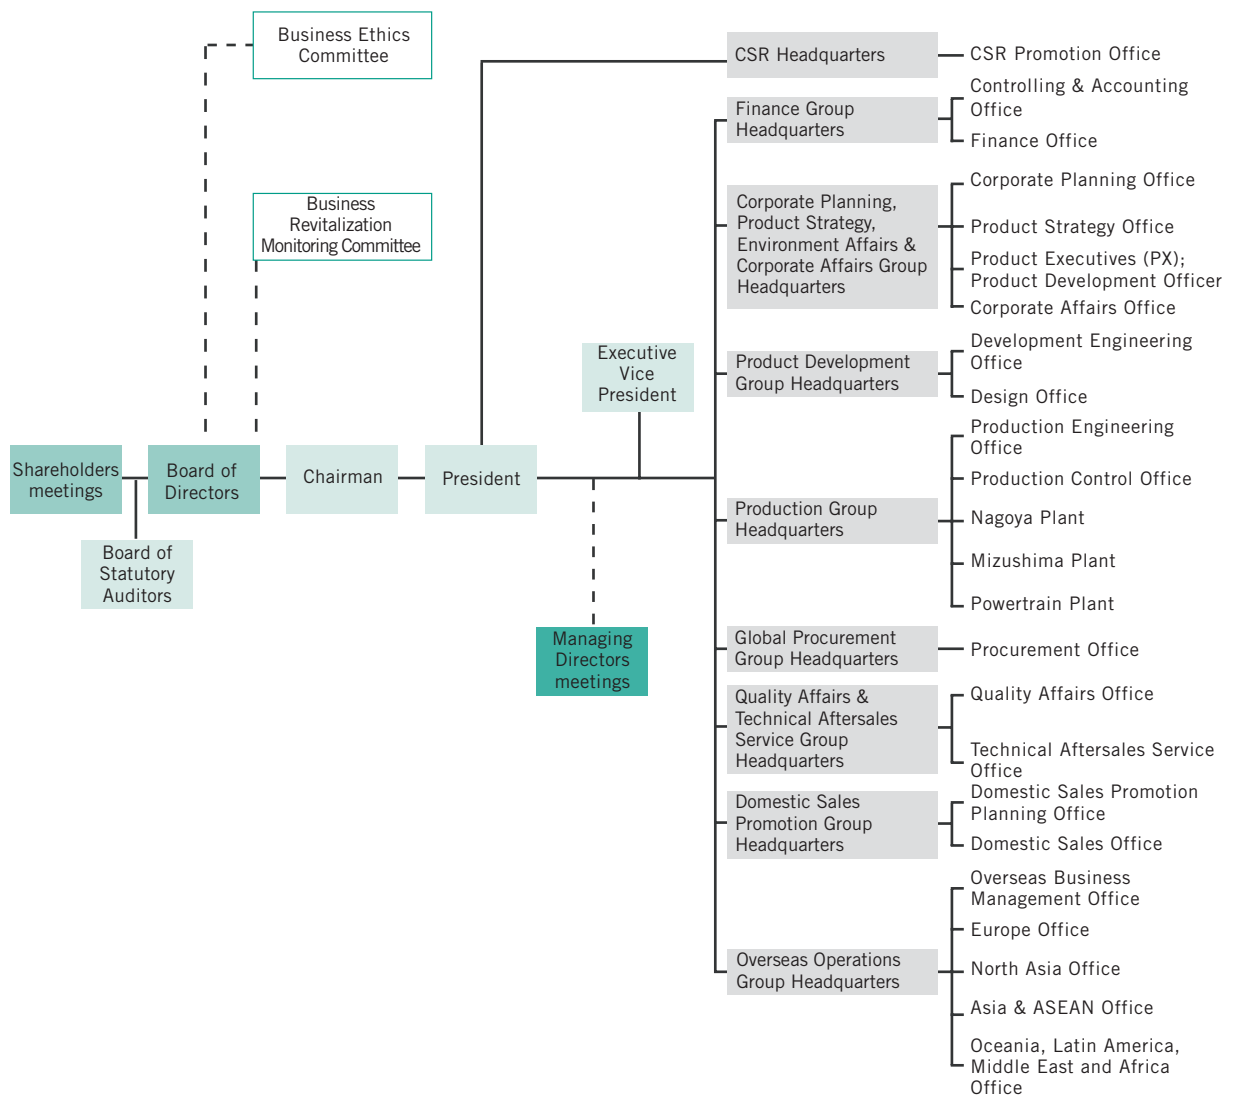 Business Ethics
Committee
Business
Revitalization
Monitoring Committee
Executive
Vice
President
Shareholders
meetings
Board of
Directors
Chairman
President
Board of
Statutory
Auditors
Managing
Directors
meetings
CSR Headquarters
CSR Promotion Office
Finance Group
Headquarters
Controlling & Accounting
Office
Finance Office
Corporate Planning,
Product Strategy,
Environment Affairs &
Corporate Affairs Group
Headquarters
Corporate Planning Office
Product Strategy Office
Product Executives (PX);
Product Development Officer
Corporate Affairs Office
Product Development
Group Headquarters
Development Engineering
Office
Design Office
Production Group
Headquarters
Production Engineering
Office
Production Control Office
Nagoya Plant
Mizushima Plant
Powertrain Plant
Global Procurement
Group Headquarters
Procurement Office
Quality Affairs &
Technical Aftersales
Service Group
Headquarters
Quality Affairs Office
Technical Aftersales Service
Office
Domestic Sales
Promotion Group
Headquarters
Domestic Sales Promotion
Planning Office
Domestic Sales Office
Overseas Operations
Group Headquarters
Overseas Business
Management Office
Europe Office
North Asia Office
Asia & ASEAN Office
Oceania, Latin America,
Middle East and Africa
Office